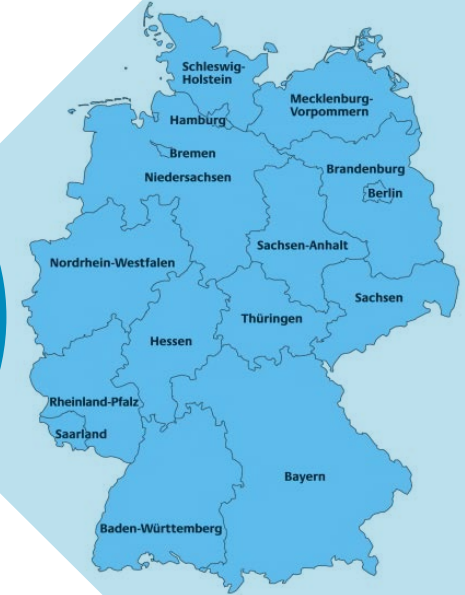 Schleswig-
Holstein
Mecklenburg-
Vorpommern
Hamburg
Bremen
Niedersachsen
Brandenburg
Berlin
Sachsen-Anhalt
Nordrhein-Westfalen
Sachsen
Thüringen
Hessen
Rheinland-Pfalz
Saarland
Bayern
Baden-Württemberg